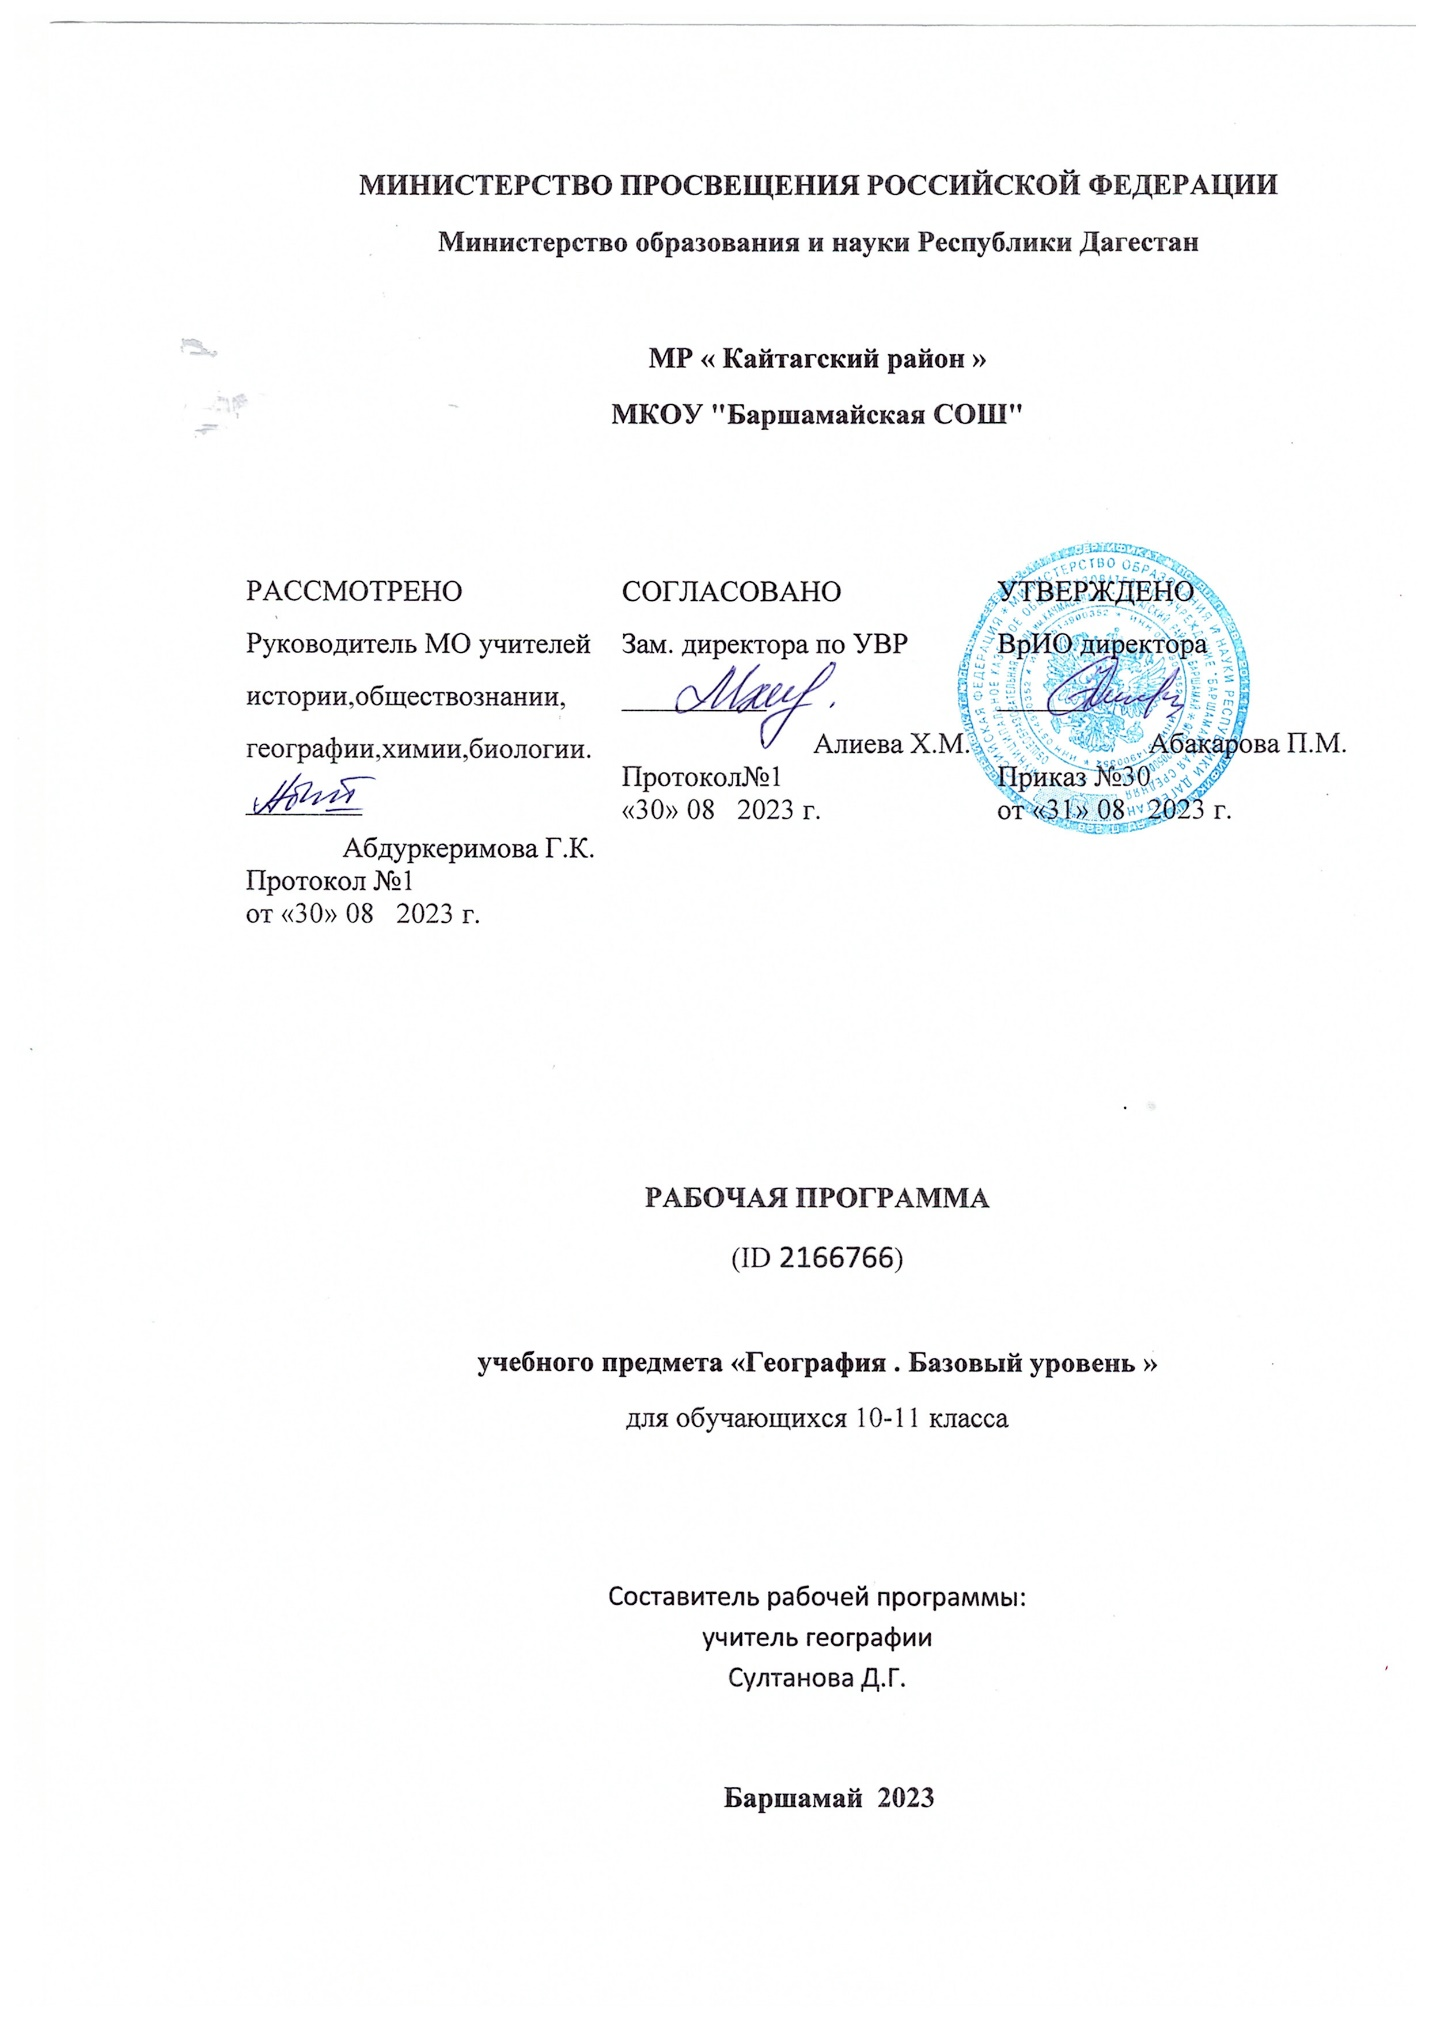 МИНИСТЕРСТВО ПРОСВЕЩЕНИЯ РОССИЙСКОЙ ФЕДЕРАЦИИ
Министерство образования и науки Республики Дагестан
МР « Кайтагский район »
МКОУ "Баршамайская СОШ"
РАССМОТРЕНО
Руководитель МО учителей
истории,обществознании,
географии,химии,биологии.
Абдуркеримова Г.К.
Протокол №1
от «30» 08 2023 г.
СОГЛАСОВАНО
Зам. директора по УВР
Алиева Х.М.
Протокол№1
«30» 08 2023 г.
УТВЕРЖДЕНО
ВрИО директора
Абакарова П.М.
Приказ №30
от «31» 08 2023 г.
РАБОЧАЯ ПРОГРАММА
(ID 2166766)
учебного предмета «География . Базовый уровень »
для обучающихся 10-11 класса
Составитель рабочей программы:
учитель географии
Султанова Д.Г.
Баршамай 2023